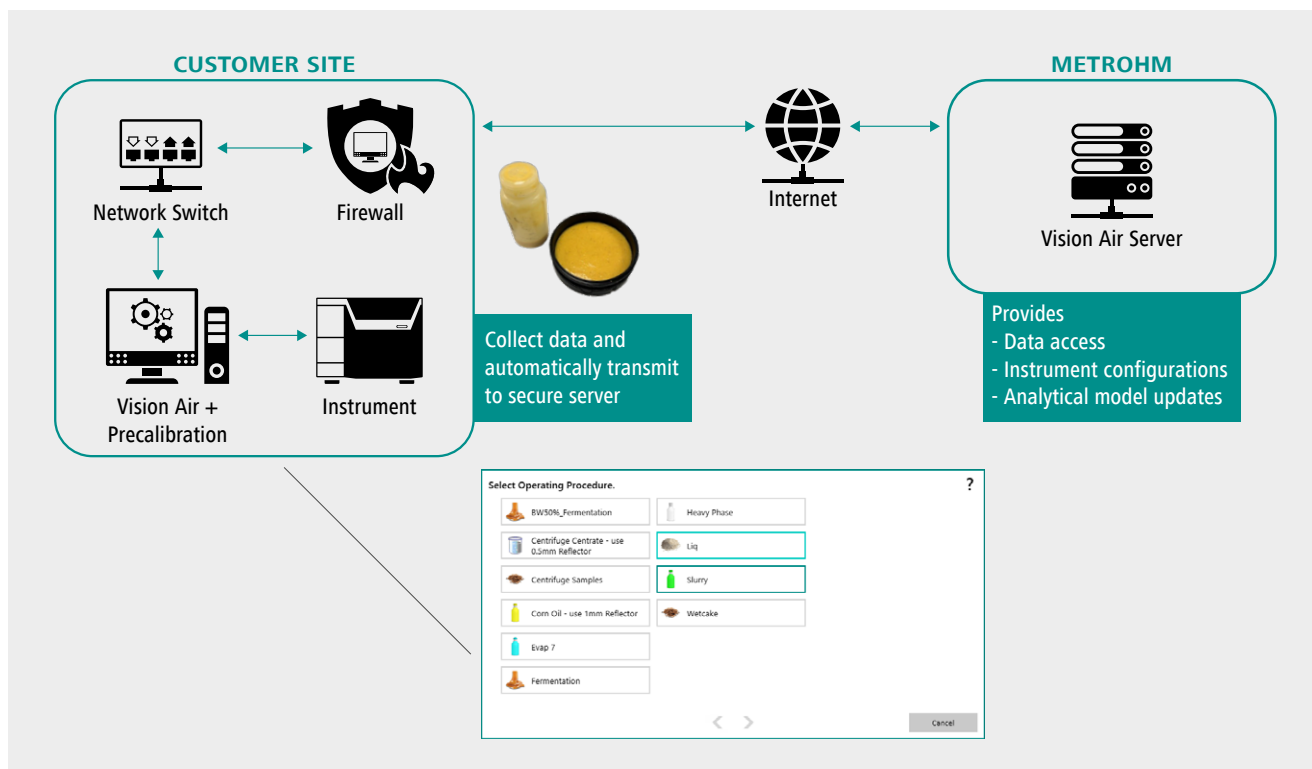 CUSTOMER SITE
METROHM
Network Switch
Firewall
Internet
Vision Air Server
Vision Air +
Precalibration
Instrument
Collect data and
automatically transmit
to secure server
Provides
- Data access
- Instrument configurations
- Analytical model updates
Select Operating Procedure.
?
BW50%_Fermentation
Heavy Phase
Centrifuge Centrate - use
0.5mm Reflector
Liq
Centrifuge Samples
Slurry
Corn Oil - use 1mm Reflector
Wetcake
Evap 7
Fermentation
Cancel